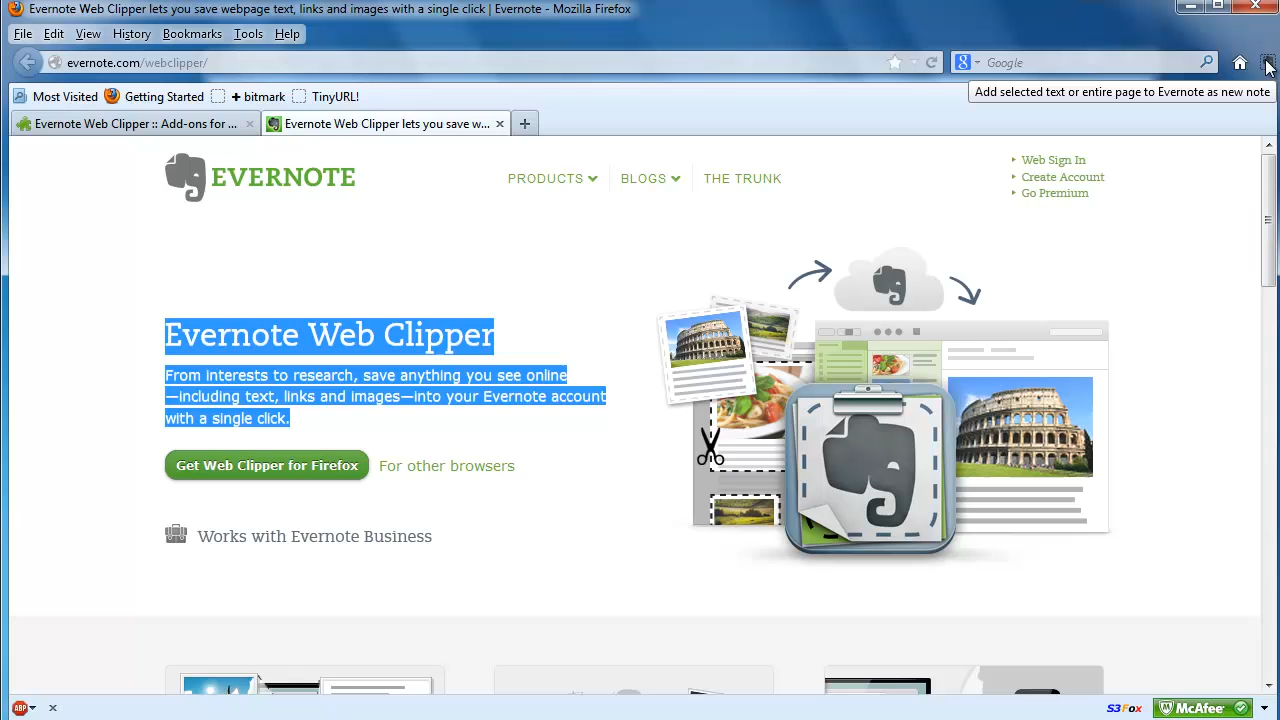 Evernote Web Clipper lets you save webpage text, links and images with a single click | Evernote - Mozilla Firefox
File Edit View History Bookmarks Tools Help
evernote.com/webclipper/
Google
Add selected text or entire page to Evernote as new note
Most Visited Getting Started + bitmark TinyURL!
Evernote Web Clipper :: Add-ons for ...
Evernote Web Clipper lets you save w...
EVERNOTE
PRODUCTS BLOGS THE TRUNK
Web Sign In
Create Account
Go Premium
Evernote Web Clipper
From interests to research, save anything you see online
—including text, links and images—into your Evernote account
with a single click.
Get Web Clipper for Firefox For other browsers
Works with Evernote Business
ABP
S3Fox
McAfee